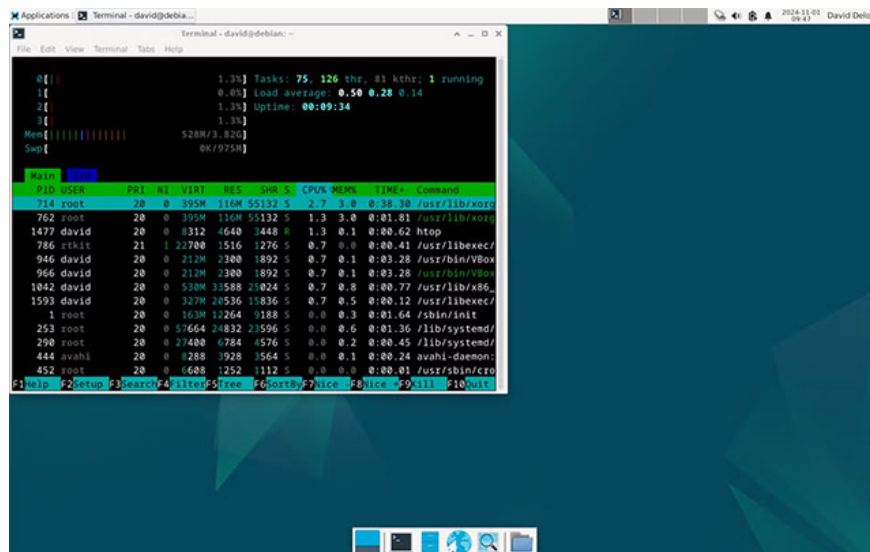 Applications Terminal - david@debia...
2024-11-01
09:47
David Delo
Terminal - david@debian: ~
File Edit View Terminal Tabs Help
0[|| 1.3%] Tasks: 75, 126 thr, 81 kthr; 1 running
1[ 0.0%] Load average: 0.50 0.28 0.14
2[| 1.3%] Uptime: 00:09:34
3[| 1.3%]
Mem[|||||||||||||| 528M/3.82G]
Swp[ 0K/975M]
Main I/O
PID USER PRI NI VIRT RES SHR S CPU% MEM% TIME+ Command
714 root 20 0 395M 116M 55132 S 2.7 3.0 0:38.30 /usr/lib/xorg
762 root 20 0 395M 116M 55132 S 1.3 3.0 0:01.81 /usr/lib/xorg
1477 david 20 0 8312 4640 3448 R 1.3 0.1 0:00.62 htop
786 rtkit 21 1 22700 1516 1276 S 0.7 0.0 0:00.41 /usr/libexec/
946 david 20 0 212M 2300 1892 S 0.7 0.1 0:03.28 /usr/bin/VBox
966 david 20 0 212M 2300 1892 S 0.7 0.1 0:03.28 /usr/bin/VBox
1042 david 20 0 530M 33588 25024 S 0.7 0.8 0:00.77 /usr/lib/x86_
1593 david 20 0 327M 20536 15836 S 0.7 0.5 0:00.12 /usr/libexec/
1 root 20 0 163M 12264 9188 S 0.0 0.3 0:01.64 /sbin/init
253 root 20 0 57664 24832 23596 S 0.0 0.6 0:01.36 /lib/systemd/
290 root 20 0 27400 6784 4576 S 0.0 0.2 0:00.45 /lib/systemd/
444 avahi 20 0 8288 3928 3564 S 0.0 0.1 0:00.24 avahi-daemon:
452 root 20 0 6608 1252 1112 S 0.0 0.0 0:00.01 /usr/sbin/cro
F1Help F2Setup F3SearchF4FilterF5Tree F6SortByF7Nice -F8Nice +F9Kill F10Quit